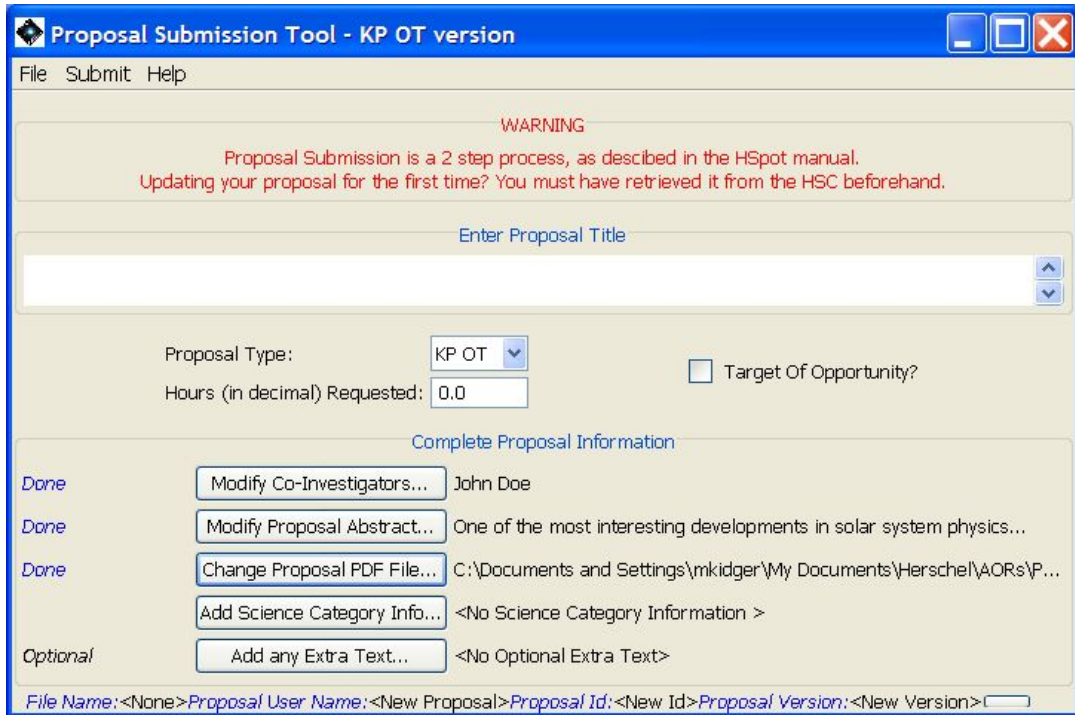 Proposal Submission Tool - KP OT version
File Submit Help
WARNING
Proposal Submission is a 2 step process, as descibed in the HSpot manual.
Updating your proposal for the first time? You must have retrieved it from the HSC beforehand.
Enter Proposal Title
Proposal Type: KP OT
Target Of Opportunity?
Hours (in decimal) Requested: 0.0
Complete Proposal Information
Done Modify Co-Investigators... John Doe
Done Modify Proposal Abstract... One of the most interesting developments in solar system physics...
Done Change Proposal PDF File... C:\Documents and Settings\mkidger\My Documents\Herschel\AORs\P...
Add Science Category Info... <No Science Category Information >
Optional Add any Extra Text... <No Optional Extra Text>
File Name:<None>Proposal User Name:<New Proposal>Proposal Id:<New Id>Proposal Version:<New Version>